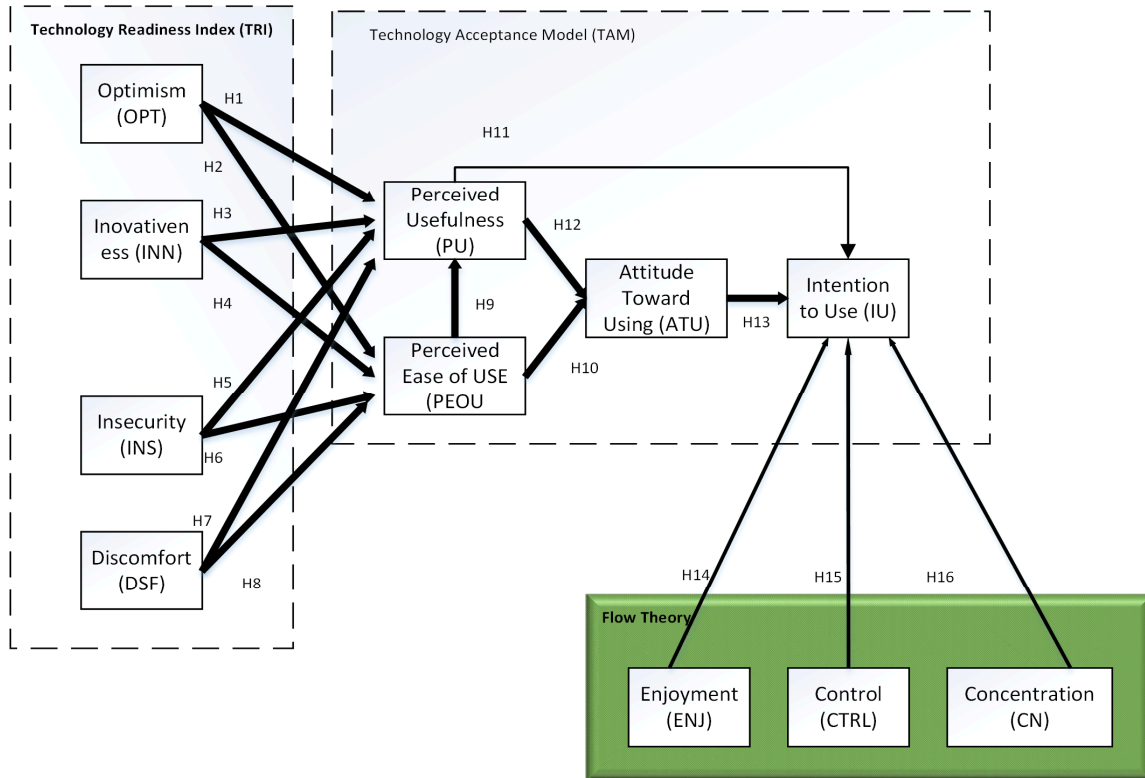 Technology Readiness Index (TRI)
Technology Acceptance Model (TAM)
Optimism
(OPT)
H1
H2
H11
Inovativen
ess (INN)
H3
H4
Perceived
Usefulness
(PU)
H12
H9
Attitude
Toward
Using (ATU)
H13
Intention
to Use (IU)
Perceived
Ease of USE
(PEOU
H10
H5
Insecurity
(INS)
H6
H7
Discomfort
(DSF)
H8
H14
H15
H16
Flow Theory
Enjoyment
(ENJ)
Control
(CTRL)
Concentration
(CN)